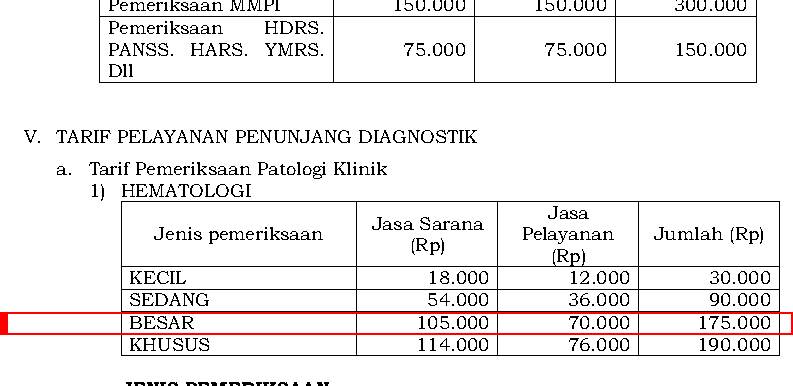 Pemeriksaan MMPI 150.000 150.000 300.000
Pemeriksaan HDRS.
PANSS. HARS. YMRS. 75.000 75.000 150.000
Dll
V. TARIF PELAYANAN PENUNJANG DIAGNOSTIK
a. Tarif Pemeriksaan Patologi Klinik
1) HEMATOLOGI
Jenis pemeriksaan Jasa Sarana (Rp) Jasa Pelayanan (Rp) Jumlah (Rp)
KECIL 18.000 12.000 30.000
SEDANG 54.000 36.000 90.000
BESAR 105.000 70.000 175.000
KHUSUS 114.000 76.000 190.000
JENIS PEMERIKSAAN